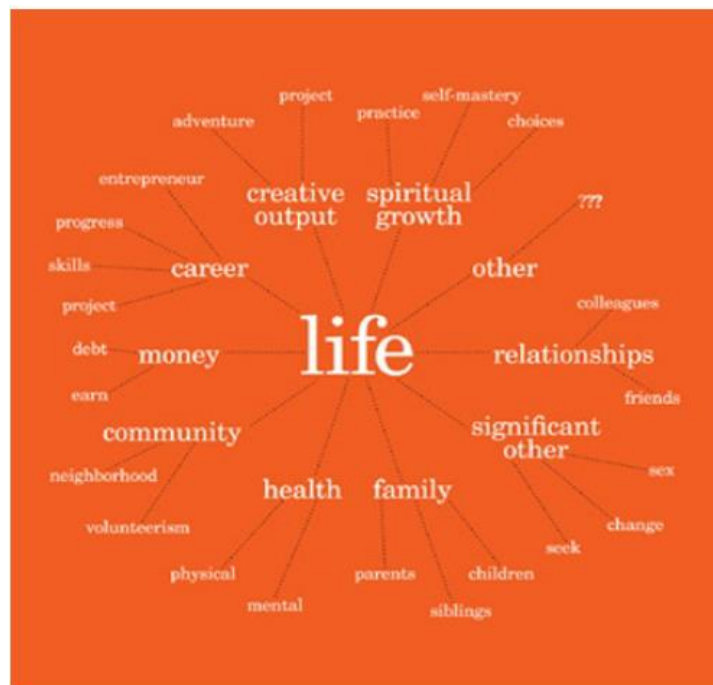 project
self-mastery
practice
adventure
choices
entrepreneur
creative
output
spiritual
growth
???
progress
skills
career
other
project
colleagues
debt
money
life
relationships
earn
friends
community
significant
other
neighborhood
sex
health
family
volunteerism
change
seek
physical
parents
children
mental
siblings